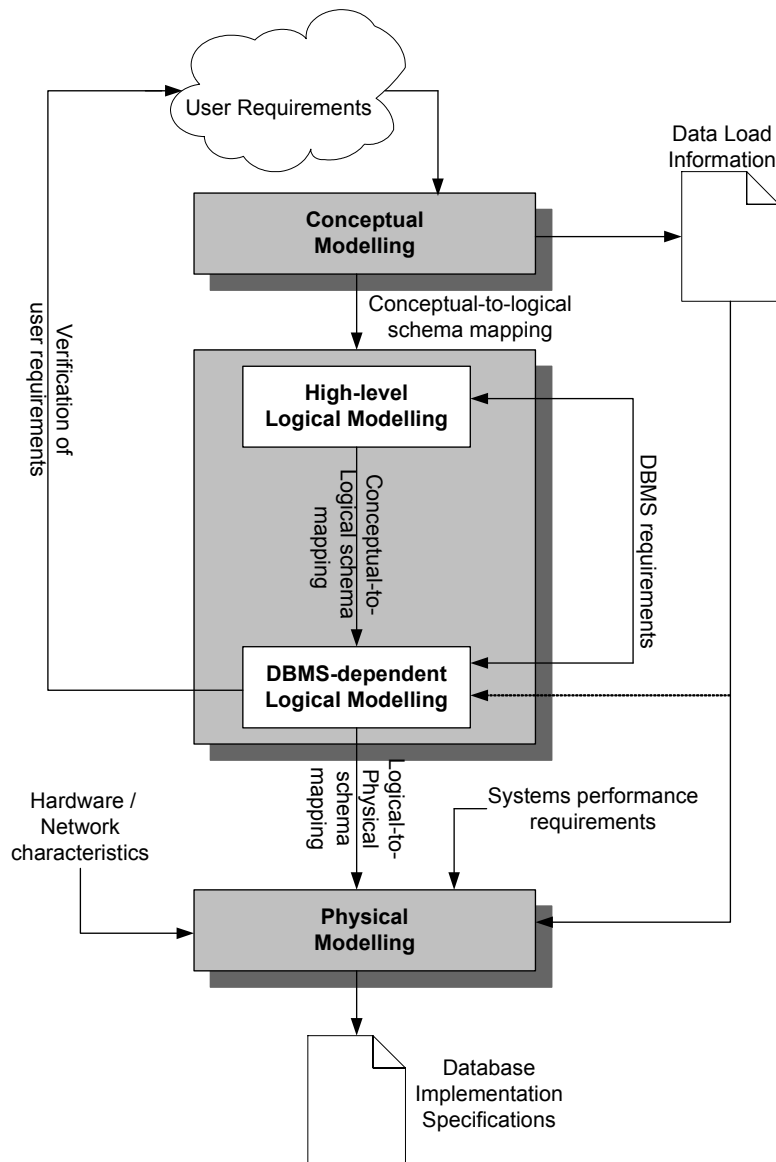 User Requirements
Data Load
Information
Conceptual
Modelling
Conceptual-to-logical
schema mapping
Verification of
user requirements
High-level
Logical Modelling
Conceptual-to-
Logical schema
mapping
DBMS requirements
DBMS-dependent
Logical Modelling
Logical-to-
Physical
schema
mapping
Hardware /
Network
characteristics
Systems performance
requirements
Physical
Modelling
Database
Implementation
Specifications